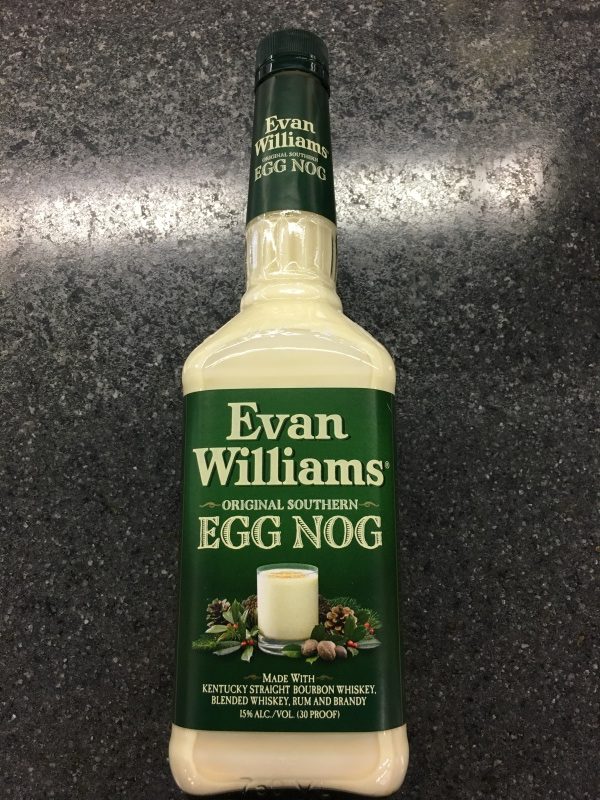 Evan
Williams
ORIGINAL SOUTHERN
EGG NOG
Evan
Williams®
ORIGINAL SOUTHERN
EGG NOG
MADE WITH
KENTUCKY STRAIGHT BOURBON WHISKEY,
BLENDED WHISKEY, RUM AND BRANDY
15% ALC./VOL. (30 PROOF)